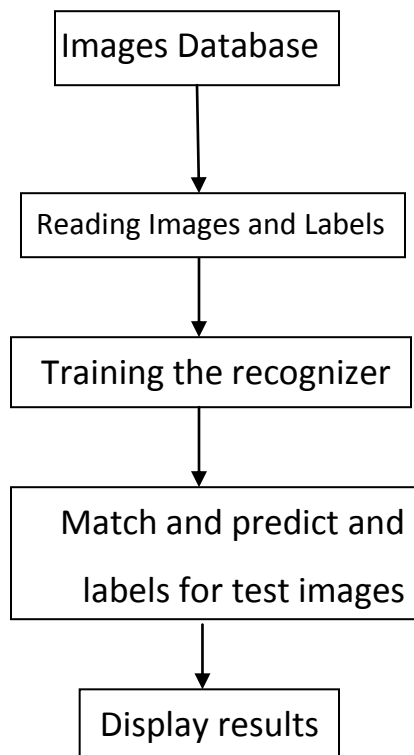 Images Database
Reading Images and Labels
Training the recognizer
Match and predict and
labels for test images
Display results